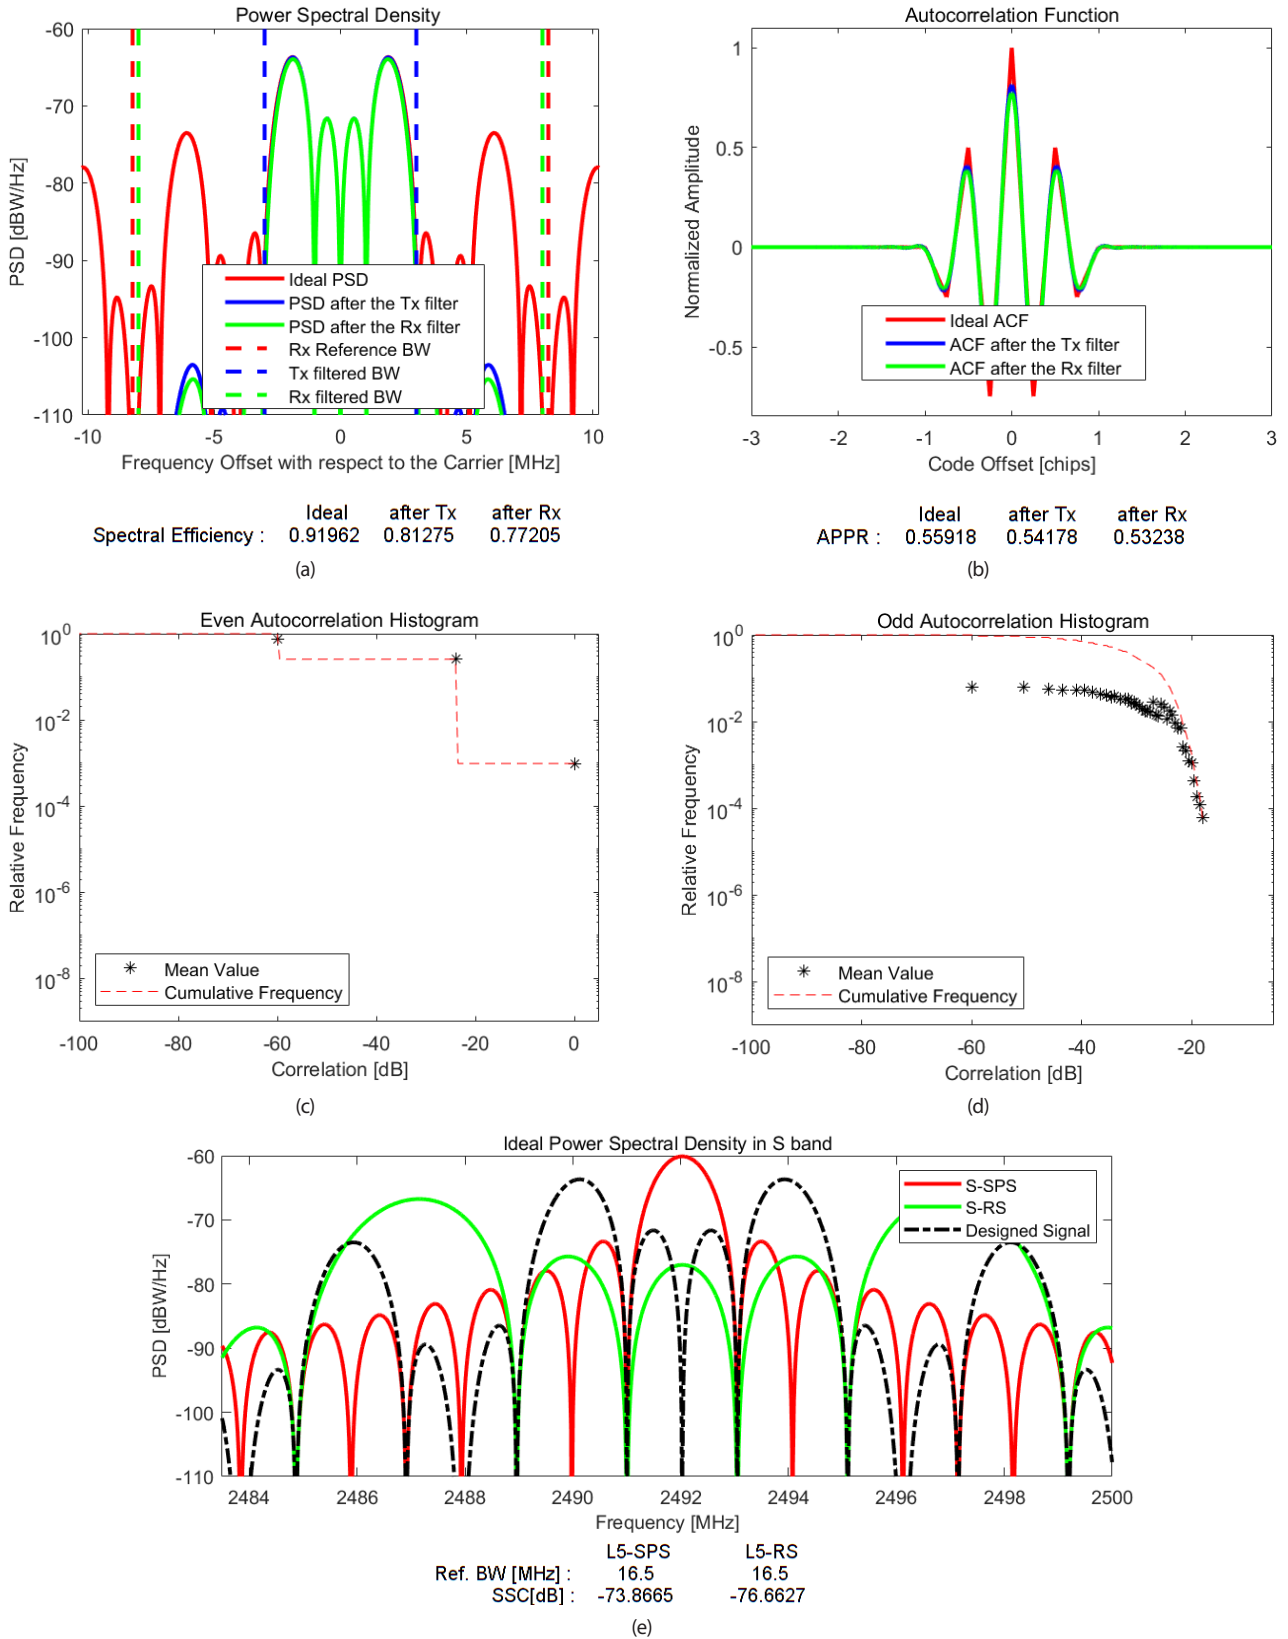 Power Spectral Density
-60
-70
-80
-90
-100
-110
PSD [dBW/Hz]
Ideal PSD
PSD after the Tx filter
PSD after the Rx filter
Rx Reference BW
Tx filtered BW
Rx filtered BW
-10 -5 0 5 10
Frequency Offset with respect to the Carrier [MHz]
Ideal after Tx after Rx
Spectral Efficiency : 0.91962 0.81275 0.77205
(a)
Autocorrelation Function
1
0.5
0
-0.5
Normalized Amplitude
Ideal ACF
ACF after the Tx filter
ACF after the Rx filter
-3 -2 -1 0 1 2 3
Code Offset [chips]
Ideal after Tx after Rx
APPR : 0.55918 0.54178 0.53238
(b)
Even Autocorrelation Histogram
10^0
10^-2
10^-4
10^-6
10^-8
Relative Frequency
Mean Value
Cumulative Frequency
-100 -80 -60 -40 -20 0
Correlation [dB]
(c)
Odd Autocorrelation Histogram
10^0
10^-2
10^-4
10^-6
10^-8
Relative Frequency
Mean Value
Cumulative Frequency
-100 -80 -60 -40 -20
Correlation [dB]
(d)
Ideal Power Spectral Density in S band
-60
-70
-80
-90
-100
-110
PSD [dBW/Hz]
S-SPS
S-RS
Designed Signal
2484 2486 2488 2490 2492 2494 2496 2498 2500
Frequency [MHz]
L5-SPS L5-RS
Ref. BW [MHz] : 16.5 16.5
SSC[dB] : -73.8665 -76.6627
(e)